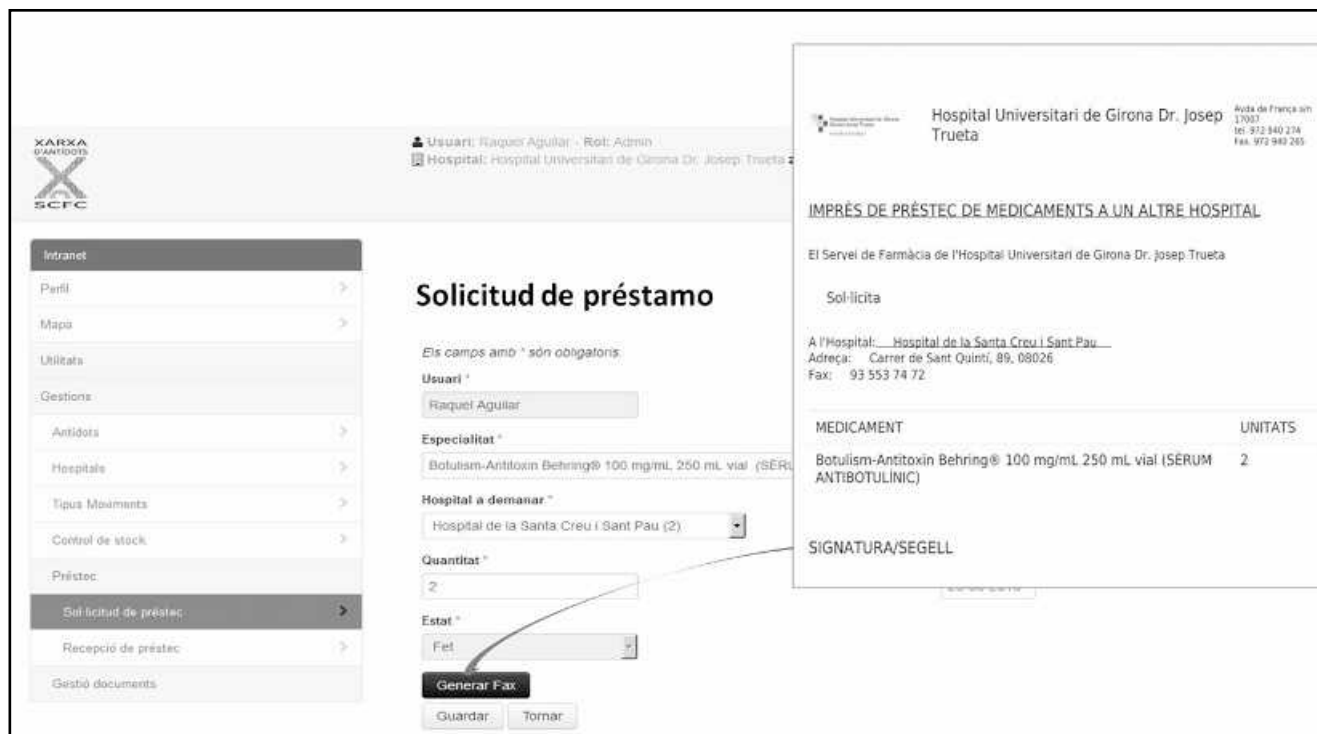 XARXA
D'ANTÍDOTS
SCFC
Usuari: Raquel Aguilar - Rol: Admin
Hospital: Hospital Universitari de Girona Dr. Josep Trueta
Intranet
Perfil
Mapa
Utilitats
Gestions
Antídots
Hospitals
Tipus Moviments
Control de stock
Préstec
Sol·licitud de préstec
Recepció de préstec
Gestió documents
Solicitud de préstamo
Els camps amb * són obligatoris.
Usuari *
Raquel Aguilar
Especialitat *
Botulism-Antitoxin Behring® 100 mg/mL 250 mL vial (SÈRU
Hospital a demanar *
Hospital de la Santa Creu i Sant Pau (2)
Quantitat *
2
Estat *
Fet
Generar Fax
Guardar Tornar
Hospital Universitari de Girona Dr. Josep
Trueta
Avda de França s/n
17007
tel. 972 940 274
Fax. 972 940 265
IMPRÈS DE PRÉSTEC DE MEDICAMENTS A UN ALTRE HOSPITAL
El Servei de Farmàcia de l'Hospital Universitari de Girona Dr. Josep Trueta
Sol·licita
A l'Hospital: Hospital de la Santa Creu i Sant Pau
Adreça: Carrer de Sant Quintí, 89, 08026
Fax: 93 553 74 72
MEDICAMENT UNITATS
Botulism-Antitoxin Behring® 100 mg/mL 250 mL vial (SÈRUM 2
ANTIBOTULÍNIC)
SIGNATURA/SEGELL